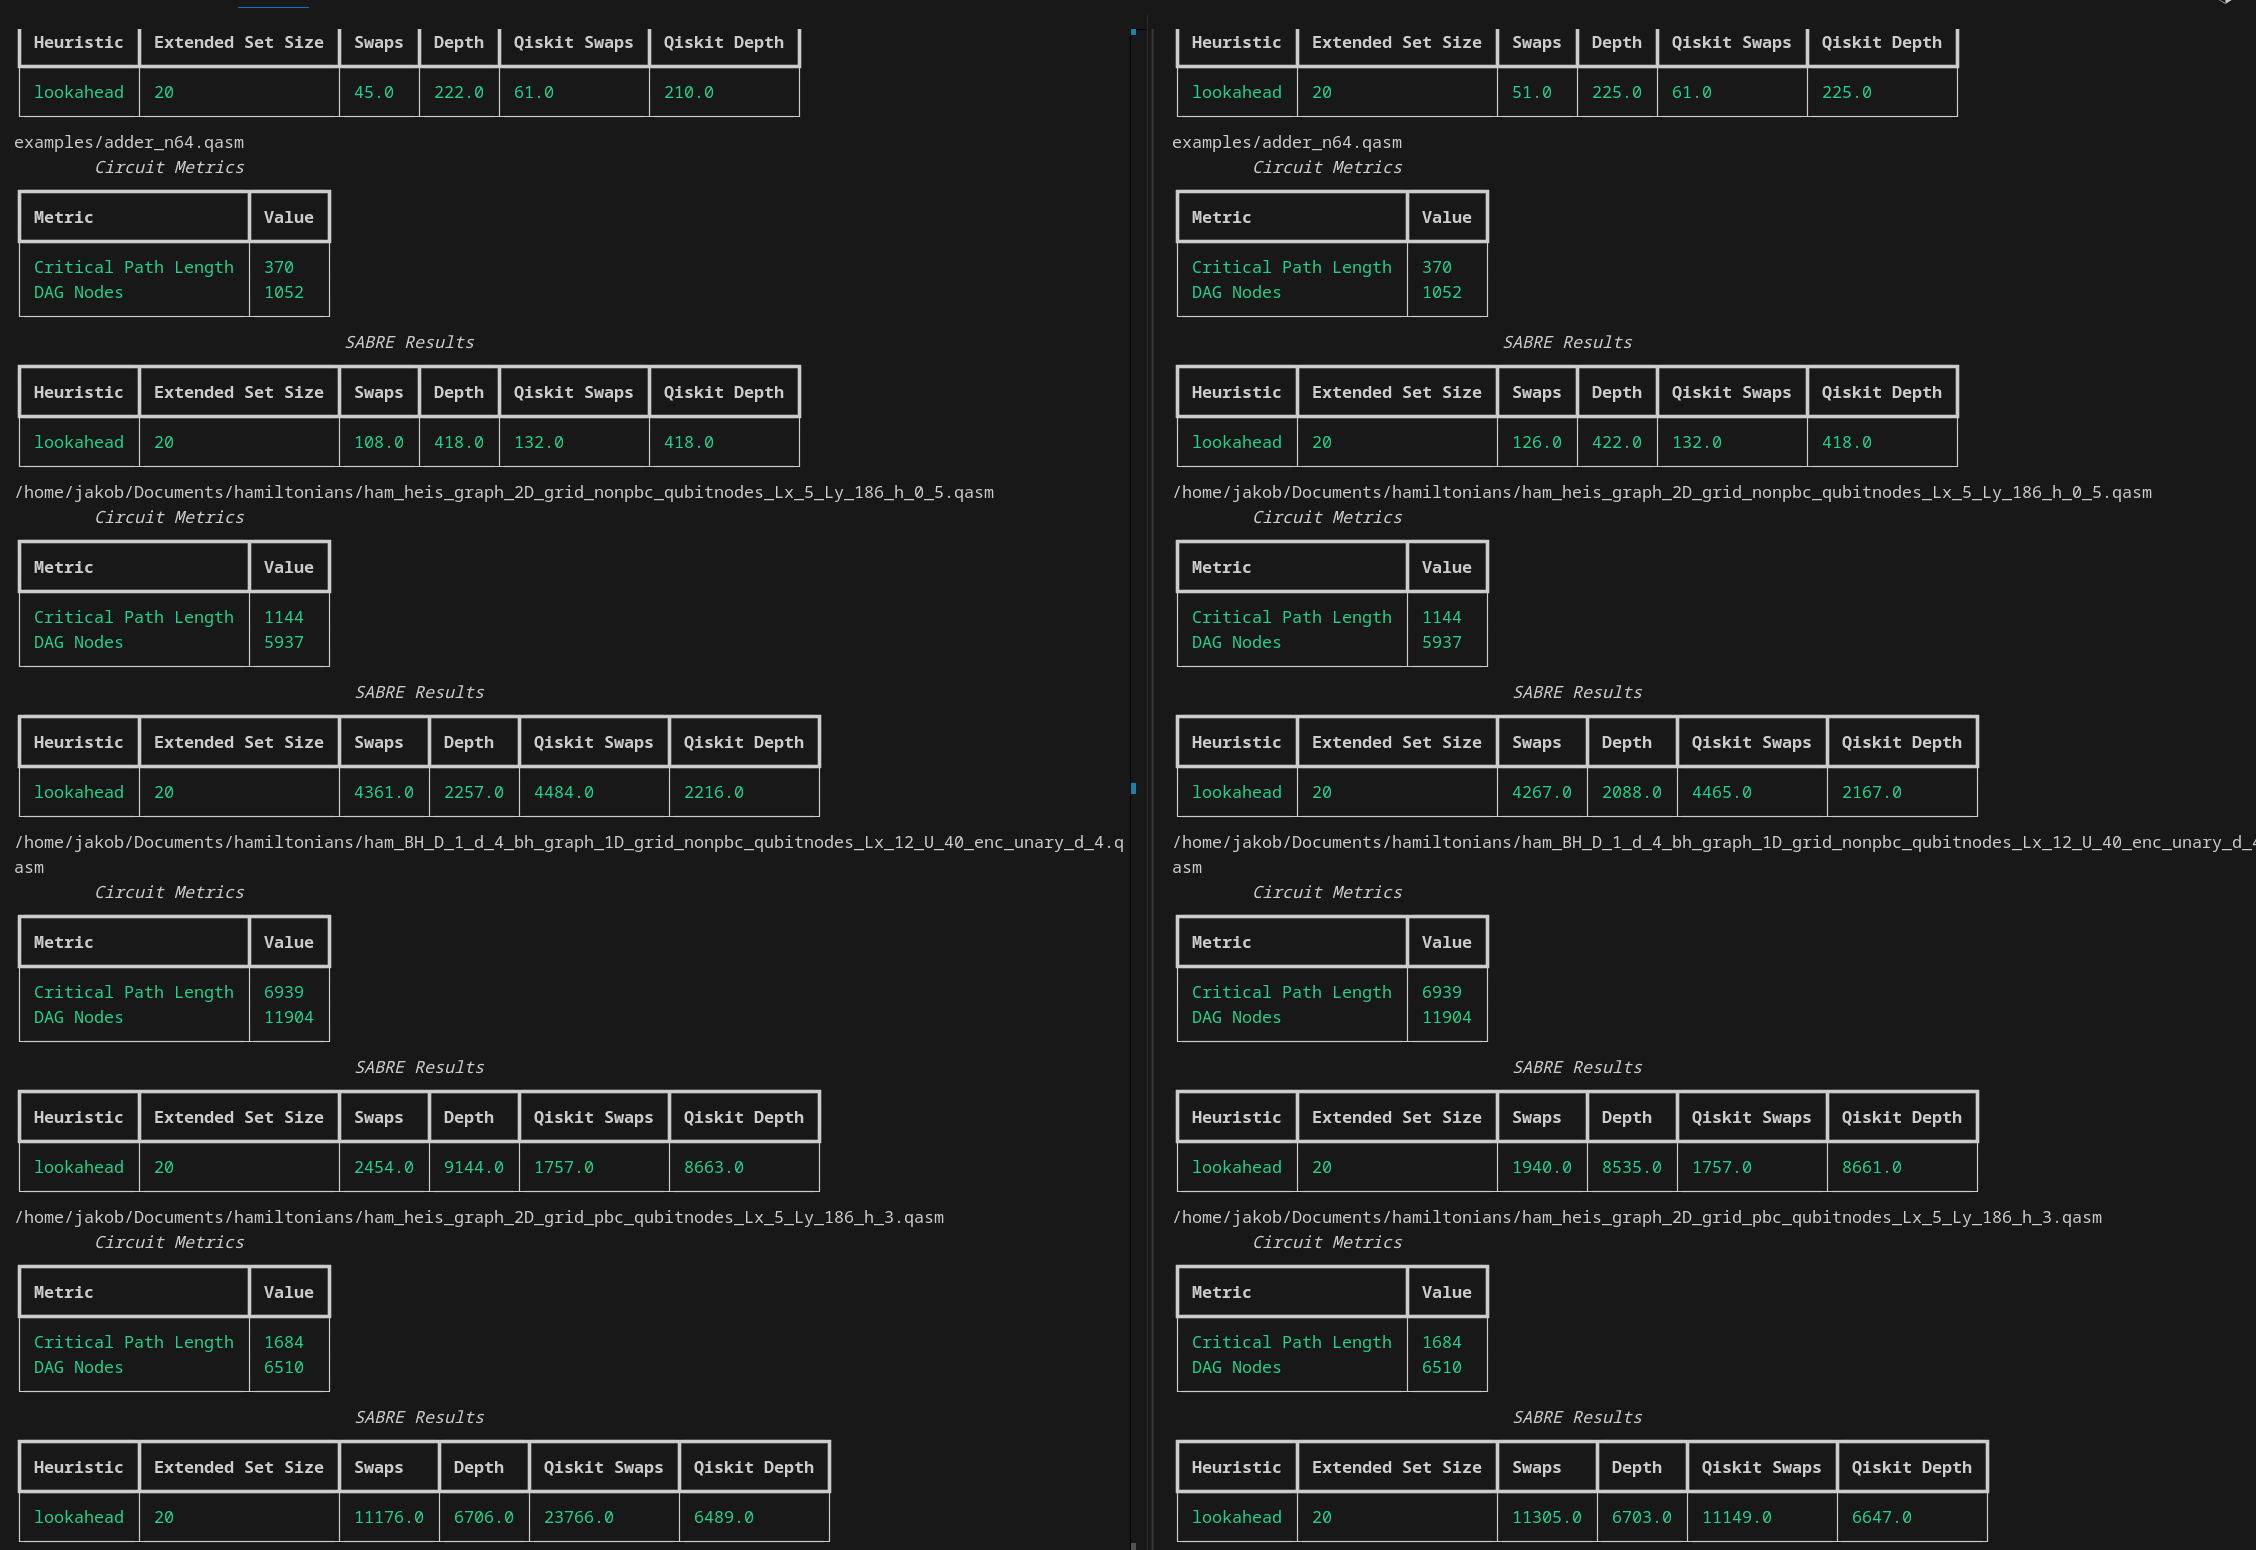 Heuristic Extended Set Size Swaps Depth Qiskit Swaps Qiskit Depth
lookahead 20 45.0 222.0 61.0 210.0
examples/adder_n64.qasm
Circuit Metrics
Metric Value
Critical Path Length 370
DAG Nodes 1052
SABRE Results
Heuristic Extended Set Size Swaps Depth Qiskit Swaps Qiskit Depth
lookahead 20 108.0 418.0 132.0 418.0
/home/jakob/Documents/hamiltonians/ham_heis_graph_2D_grid_nonpbc_qubitnodes_Lx_5_Ly_186_h_0_5.qasm
Circuit Metrics
Metric Value
Critical Path Length 1144
DAG Nodes 5937
SABRE Results
Heuristic Extended Set Size Swaps Depth Qiskit Swaps Qiskit Depth
lookahead 20 4361.0 2257.0 4484.0 2216.0
/home/jakob/Documents/hamiltonians/ham_BH_D_1_d_4_bh_graph_1D_grid_nonpbc_qubitnodes_Lx_12_U_40_enc_unary_d_4.q
asm
Circuit Metrics
Metric Value
Critical Path Length 6939
DAG Nodes 11904
SABRE Results
Heuristic Extended Set Size Swaps Depth Qiskit Swaps Qiskit Depth
lookahead 20 2454.0 9144.0 1757.0 8663.0
/home/jakob/Documents/hamiltonians/ham_heis_graph_2D_grid_pbc_qubitnodes_Lx_5_Ly_186_h_3.qasm
Circuit Metrics
Metric Value
Critical Path Length 1684
DAG Nodes 6510
SABRE Results
Heuristic Extended Set Size Swaps Depth Qiskit Swaps Qiskit Depth
lookahead 20 11176.0 6706.0 23766.0 6489.0
Heuristic Extended Set Size Swaps Depth Qiskit Swaps Qiskit Depth
lookahead 20 51.0 225.0 61.0 225.0
examples/adder_n64.qasm
Circuit Metrics
Metric Value
Critical Path Length 370
DAG Nodes 1052
SABRE Results
Heuristic Extended Set Size Swaps Depth Qiskit Swaps Qiskit Depth
lookahead 20 126.0 422.0 132.0 418.0
/home/jakob/Documents/hamiltonians/ham_heis_graph_2D_grid_nonpbc_qubitnodes_Lx_5_Ly_186_h_0_5.qasm
Circuit Metrics
Metric Value
Critical Path Length 1144
DAG Nodes 5937
SABRE Results
Heuristic Extended Set Size Swaps Depth Qiskit Swaps Qiskit Depth
lookahead 20 4267.0 2088.0 4465.0 2167.0
/home/jakob/Documents/hamiltonians/ham_BH_D_1_d_4_bh_graph_1D_grid_nonpbc_qubitnodes_Lx_12_U_40_enc_unary_d_4
asm
Circuit Metrics
Metric Value
Critical Path Length 6939
DAG Nodes 11904
SABRE Results
Heuristic Extended Set Size Swaps Depth Qiskit Swaps Qiskit Depth
lookahead 20 1940.0 8535.0 1757.0 8661.0
/home/jakob/Documents/hamiltonians/ham_heis_graph_2D_grid_pbc_qubitnodes_Lx_5_Ly_186_h_3.qasm
Circuit Metrics
Metric Value
Critical Path Length 1684
DAG Nodes 6510
SABRE Results
Heuristic Extended Set Size Swaps Depth Qiskit Swaps Qiskit Depth
lookahead 20 11305.0 6703.0 11149.0 6647.0